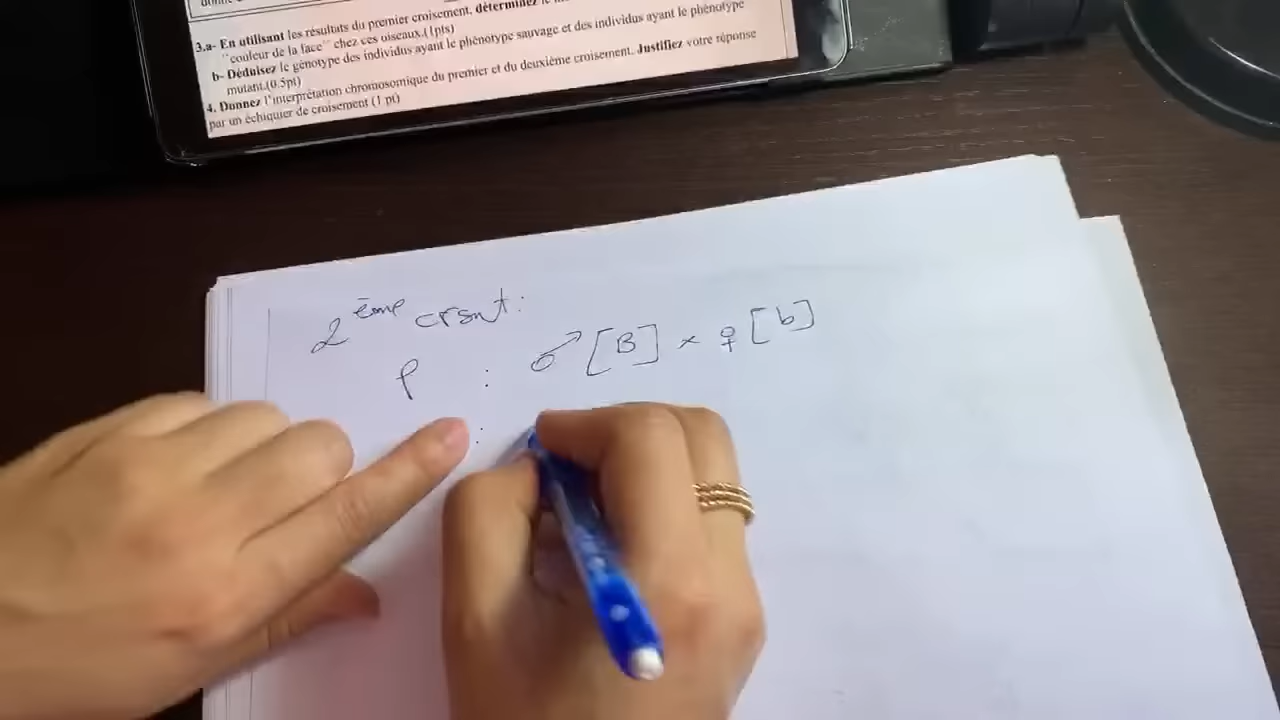 3.a- En utilisant les résultats du premier croisement, déterminez le
"couleur de la face" chez ces oiseaux.(1pts)
b- Déduisez le génotype des individus ayant le phénotype sauvage et des individus ayant le phénotype
mutant.(0.5pt)
4. Donnez l'interprétation chromosomique du premier et du deuxième croisement. Justifiez votre réponse
par un échiquier de croisement (1 pt)
2ème crsnt:
P : ♂ [B] × ♀ [b]
: